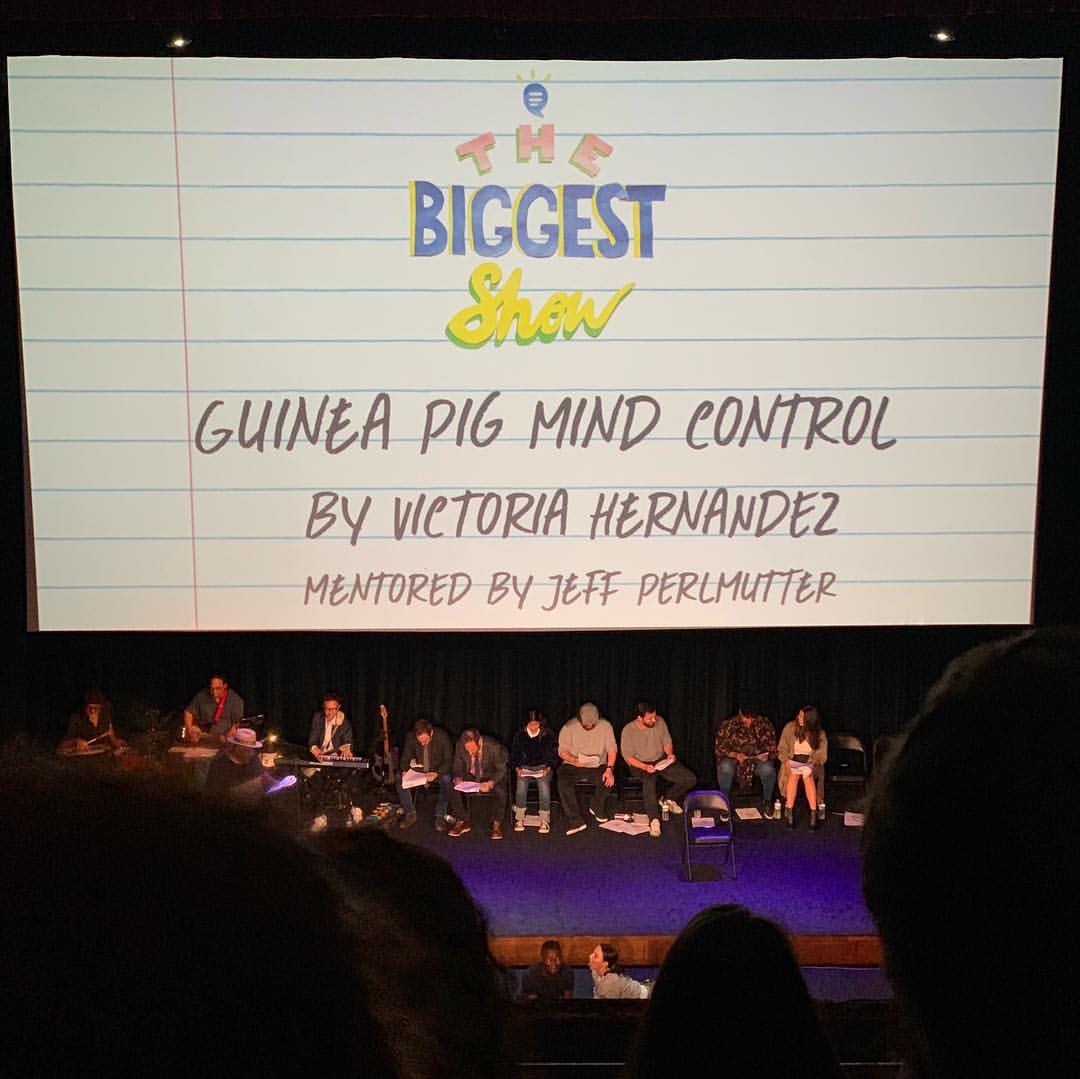 THE
BIGGEST
Show
GUINEA PIG MIND CONTROL
BY VICTORIA HERNANDEZ
MENTORED BY JEFF PERLMUTTER